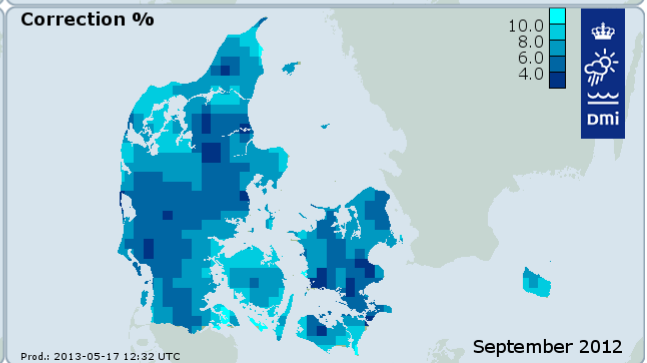 Correction %
10.0
8.0
6.0
4.0
DMi
September 2012
Prod.: 2013-05-17 12:32 UTC